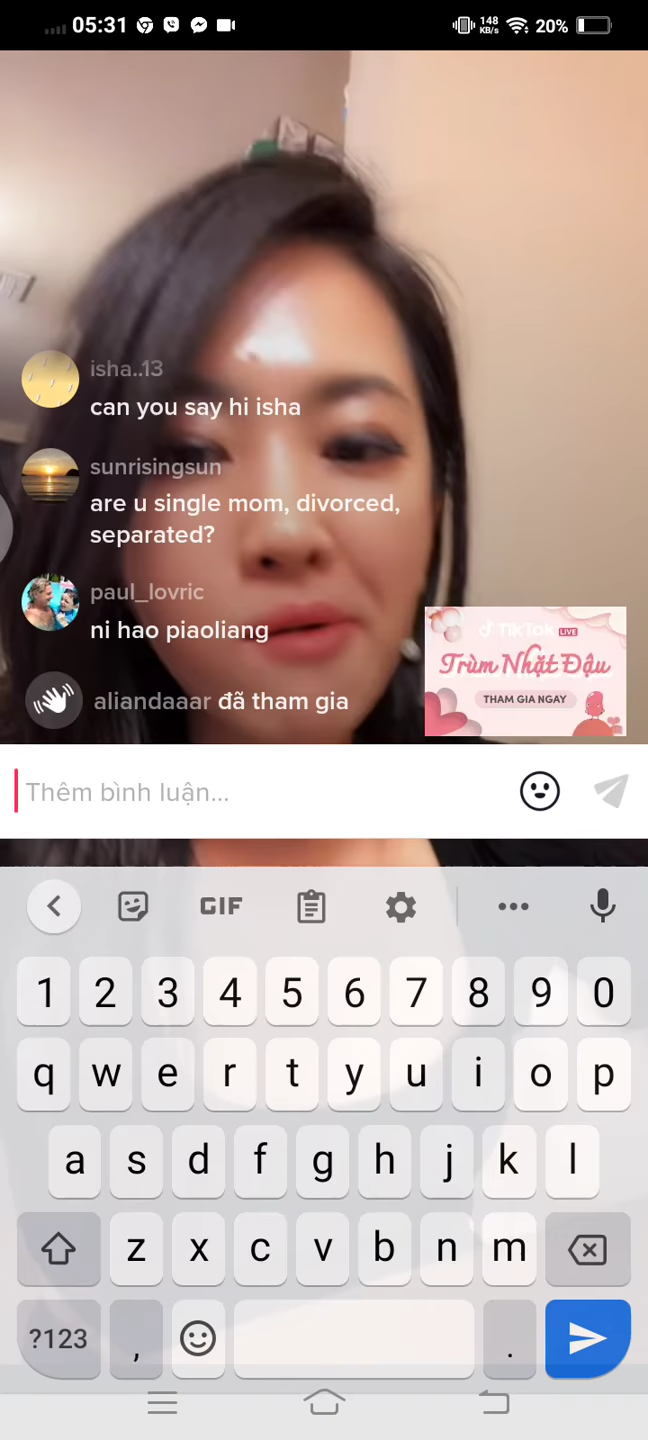 05:31
148
KB/s
20%
isha..13
can you say hi isha
sunrisingsun
are u single mom, divorced,
separated?
paul_lovric
ni hao piaoliang
aliandaaar đã tham gia
TikTok LIVE
Trùm Nhặt Đậu
THAM GIA NGAY
Thêm bình luận...
GIF
1 2 3 4 5 6 7 8 9 0
q w e r t y u i o p
a s d f g h j k l
z x c v b n m
?123 , .